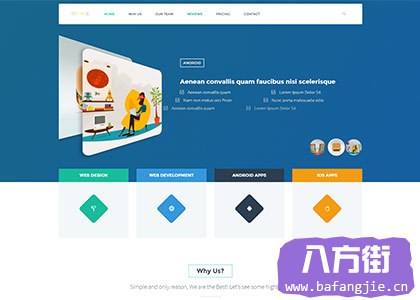 HOME WHY US OUR TEAM REVIEWS PRICING CONTACT
ANDROID
Aenean convallis quam faucibus nisi scelerisque
Aenean convallis quam Lorem Ipsum Dolor Sit
Nam non metus orci Proin Nunc porta malesuada odio
Aenean convallis quam Lorem Ipsum Dolor Sit
WEB DESIGN WEB DEVELOPMENT ANDROID APPS IOS APPS
Why Us?
Simple and only reason, We are the Best! Let's see some
八方街
www.bafangjie.cn